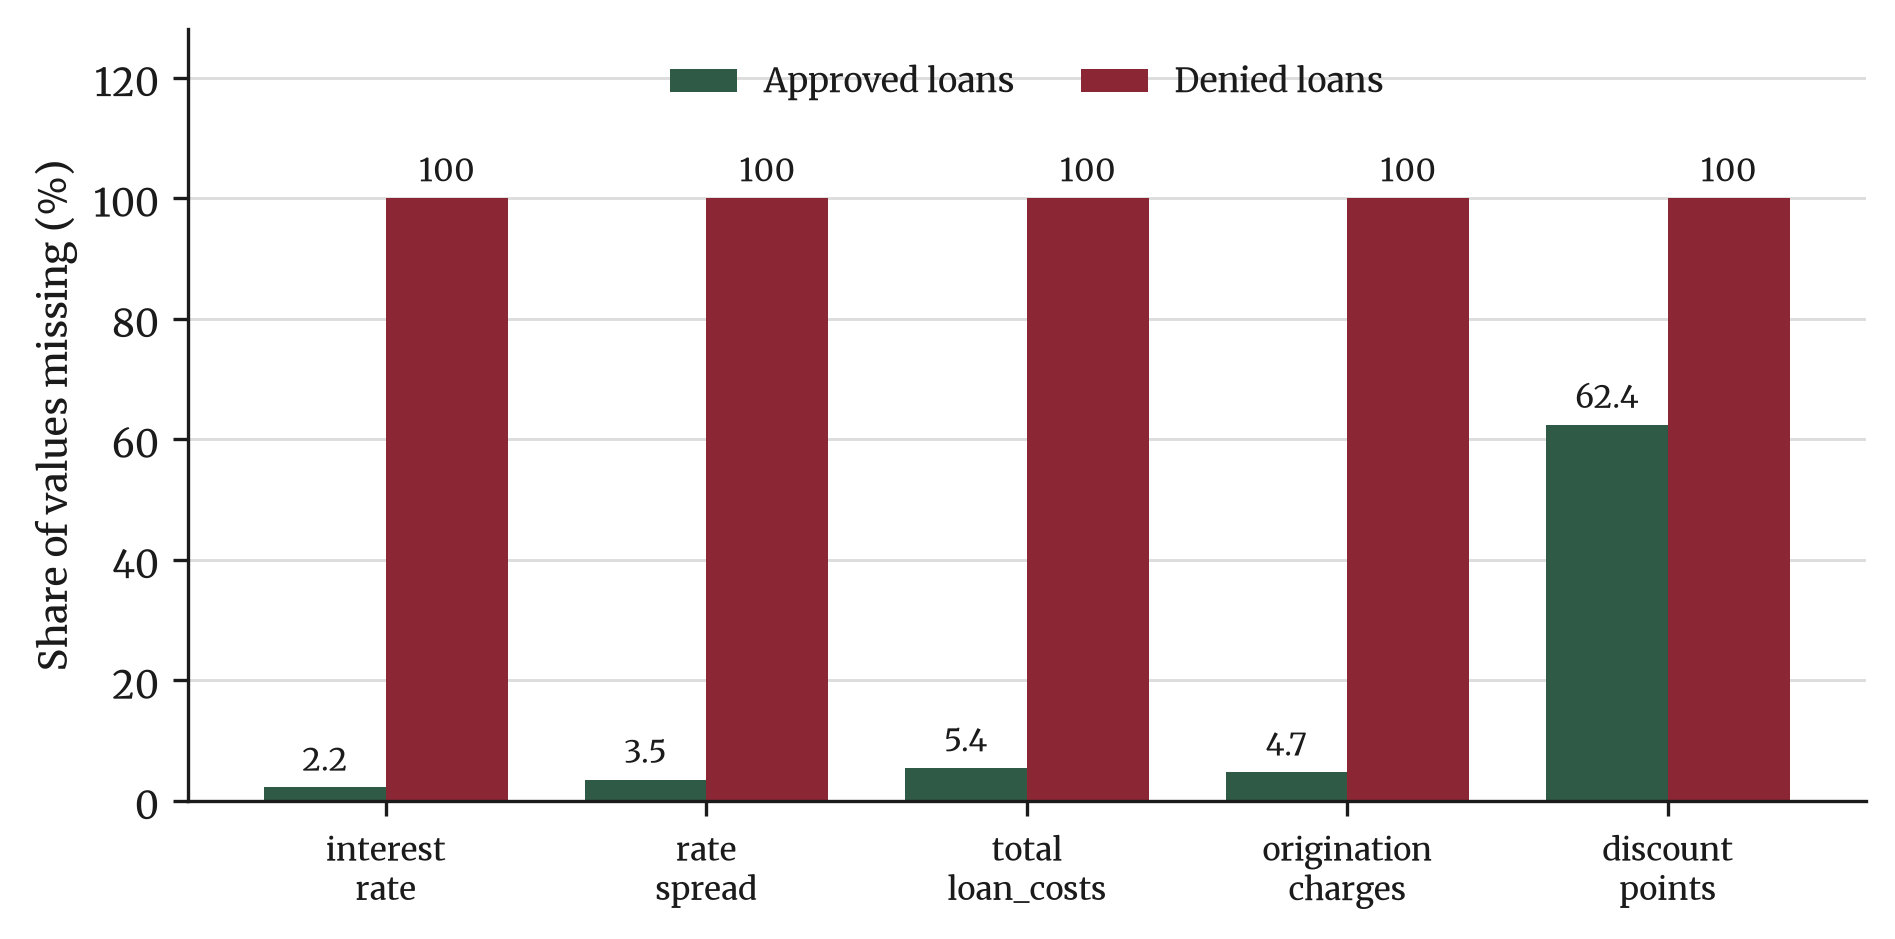 Approved loans Denied loans
Share of values missing (%)
120
100
80
60
40
20
0
100 100 100 100 100
62.4
2.2 3.5 5.4 4.7
interest rate total origination discount
rate spread loan_costs charges points